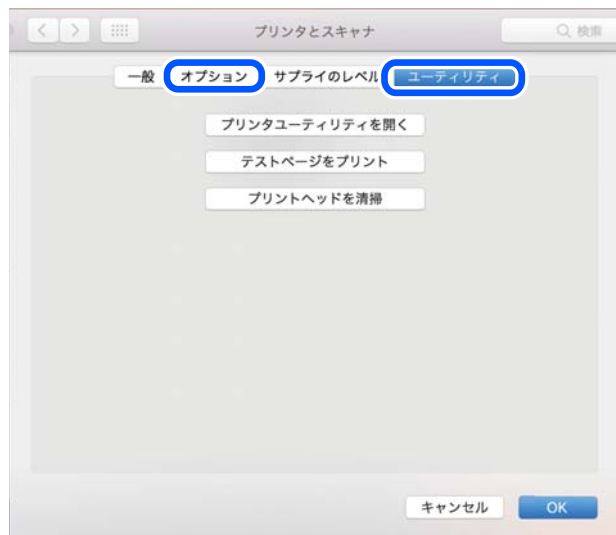 プリンタとスキャナ 検索
一般 オプション サプライのレベル ユーティリティ
プリンタユーティリティを開く
テストページをプリント
プリントヘッドを清掃
キャンセル OK